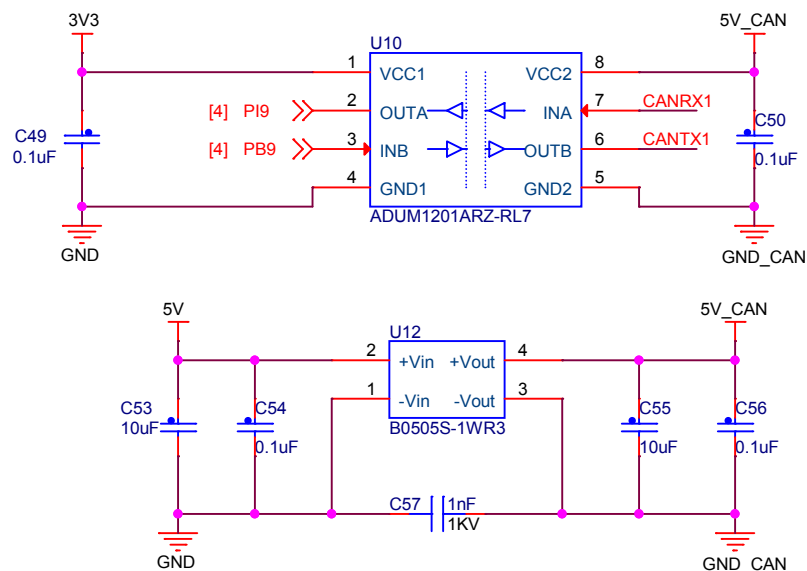 3V3
5V_CAN
U10
1
VCC1
VCC2
8
[4] PI9
2
OUTA
INA
7
CANRX1
C49
0.1uF
[4] PB9
3
INB
OUTB
6
CANTX1
C50
0.1uF
4
GND1
GND2
5
ADUM1201ARZ-RL7
GND
GND_CAN
5V
5V_CAN
U12
2
+Vin
+Vout
4
1
-Vin
-Vout
3
B0505S-1WR3
C53
10uF
C54
0.1uF
C55
10uF
C56
0.1uF
C57
1nF
1KV
GND
GND_CAN